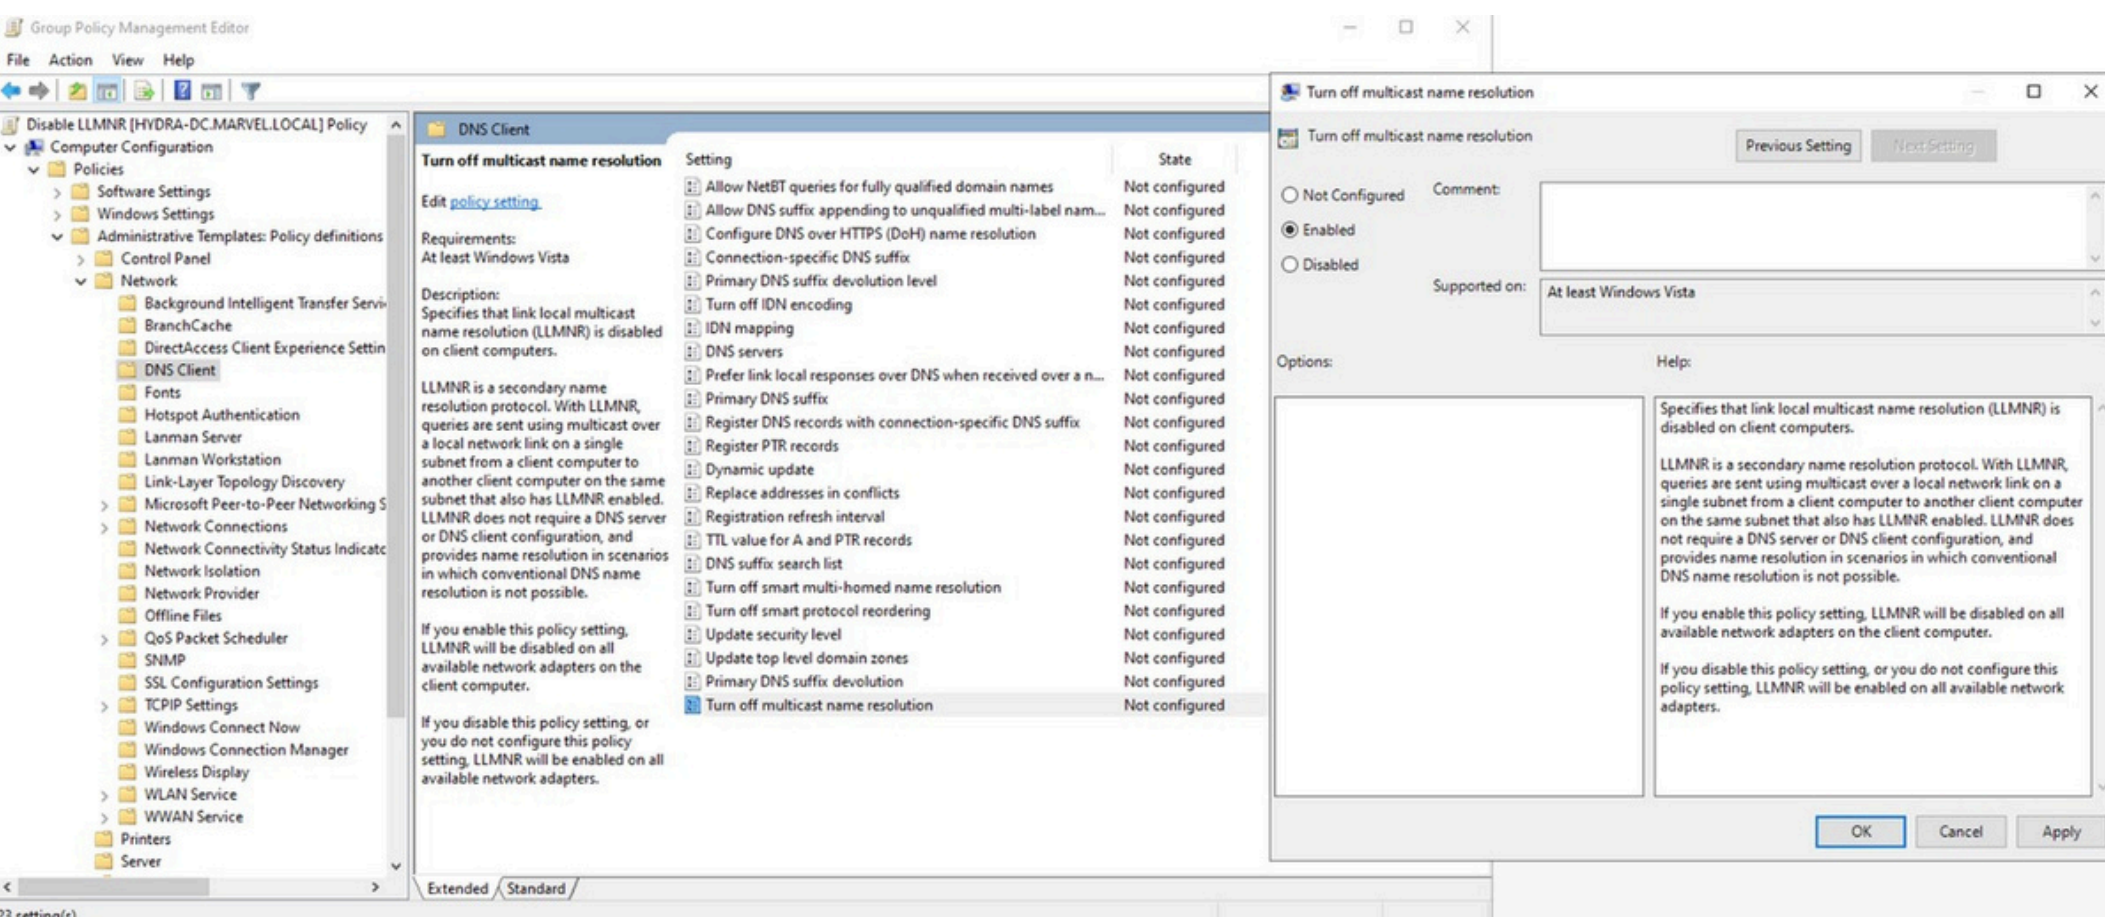 Group Policy Management Editor
File Action View Help
Disable LLMNR [HYDRA-DC.MARVEL.LOCAL] Policy
Computer Configuration
Policies
Software Settings
Windows Settings
Administrative Templates: Policy definitions
Control Panel
Network
Background Intelligent Transfer Servi
BranchCache
DirectAccess Client Experience Settin
DNS Client
Fonts
Hotspot Authentication
Lanman Server
Lanman Workstation
Link-Layer Topology Discovery
Microsoft Peer-to-Peer Networking S
Network Connections
Network Connectivity Status Indicatc
Network Isolation
Network Provider
Offline Files
QoS Packet Scheduler
SNMP
SSL Configuration Settings
TCPIP Settings
Windows Connect Now
Windows Connection Manager
Wireless Display
WLAN Service
WWAN Service
Printers
Server
23 setting(s)
DNS Client
Turn off multicast name resolution
Edit policy setting
Requirements:
At least Windows Vista
Description:
Specifies that link local multicast
name resolution (LLMNR) is disabled
on client computers.
LLMNR is a secondary name
resolution protocol. With LLMNR,
queries are sent using multicast over
a local network link on a single
subnet from a client computer to
another client computer on the same
subnet that also has LLMNR enabled.
LLMNR does not require a DNS server
or DNS client configuration, and
provides name resolution in scenarios
in which conventional DNS name
resolution is not possible.
If you enable this policy setting,
LLMNR will be disabled on all
available network adapters on the
client computer.
If you disable this policy setting, or
you do not configure this policy
setting, LLMNR will be enabled on all
available network adapters.
Setting State
Allow NetBT queries for fully qualified domain names Not configured
Allow DNS suffix appending to unqualified multi-label nam... Not configured
Configure DNS over HTTPS (DoH) name resolution Not configured
Connection-specific DNS suffix Not configured
Primary DNS suffix devolution level Not configured
Turn off IDN encoding Not configured
IDN mapping Not configured
DNS servers Not configured
Prefer link local responses over DNS when received over a n... Not configured
Primary DNS suffix Not configured
Register DNS records with connection-specific DNS suffix Not configured
Register PTR records Not configured
Dynamic update Not configured
Replace addresses in conflicts Not configured
Registration refresh interval Not configured
TTL value for A and PTR records Not configured
DNS suffix search list Not configured
Turn off smart multi-homed name resolution Not configured
Turn off smart protocol reordering Not configured
Update security level Not configured
Update top level domain zones Not configured
Primary DNS suffix devolution Not configured
Turn off multicast name resolution Not configured
Extended Standard
Turn off multicast name resolution
Turn off multicast name resolution
Previous Setting Next Setting
Not Configured
Enabled
Disabled
Comment:
Supported on: At least Windows Vista
Options: Help:
Specifies that link local multicast name resolution (LLMNR) is
disabled on client computers.
LLMNR is a secondary name resolution protocol. With LLMNR,
queries are sent using multicast over a local network link on a
single subnet from a client computer to another client computer
on the same subnet that also has LLMNR enabled. LLMNR does
not require a DNS server or DNS client configuration, and
provides name resolution in scenarios in which conventional
DNS name resolution is not possible.
If you enable this policy setting, LLMNR will be disabled on all
available network adapters on the client computer.
If you disable this policy setting, or you do not configure this
policy setting, LLMNR will be enabled on all available network
adapters.
OK Cancel Apply